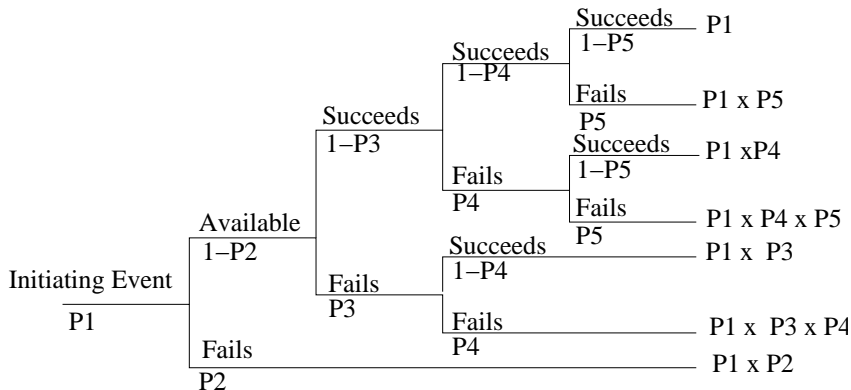 Succeeds
1–P5
P1
Succeeds
1–P4
Fails
P5
P1 x P5
Succeeds
1–P3
Succeeds
1–P5
P1 xP4
Fails
P4
Fails
P5
P1 x P4 x P5
Available
1–P2
Succeeds
1–P4
P1 x P3
Initiating Event
P1
Fails
P3
Fails
P4
P1 x P3 x P4
Fails
P2
P1 x P2